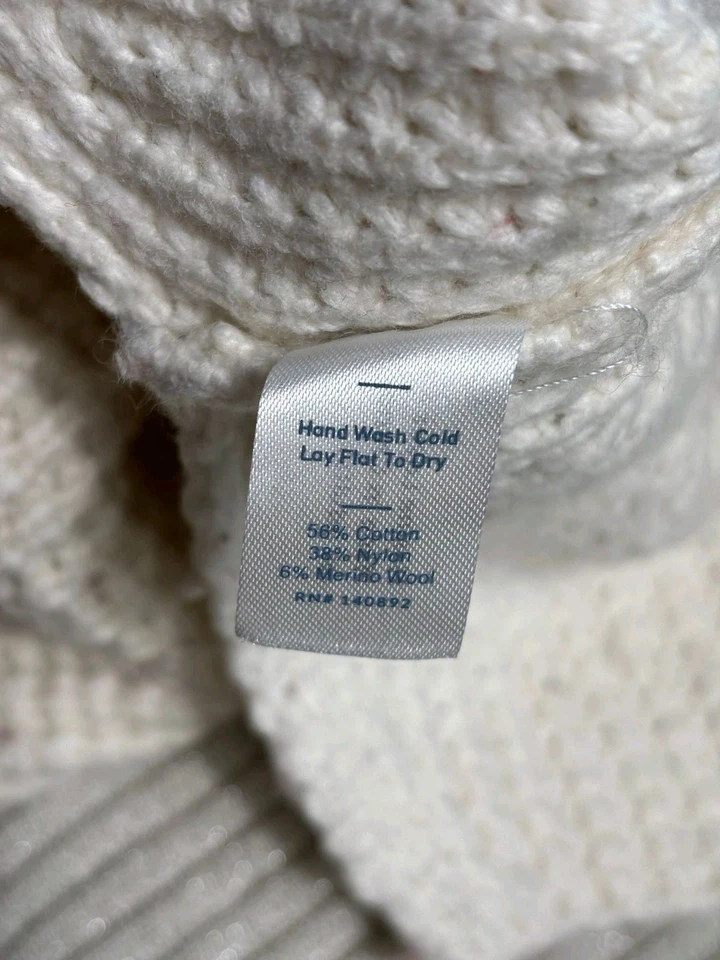 Hand Wash Cold
Lay Flat To Dry
56% Cotton
38% Nylon
6% Merino Wool
RN# 140892